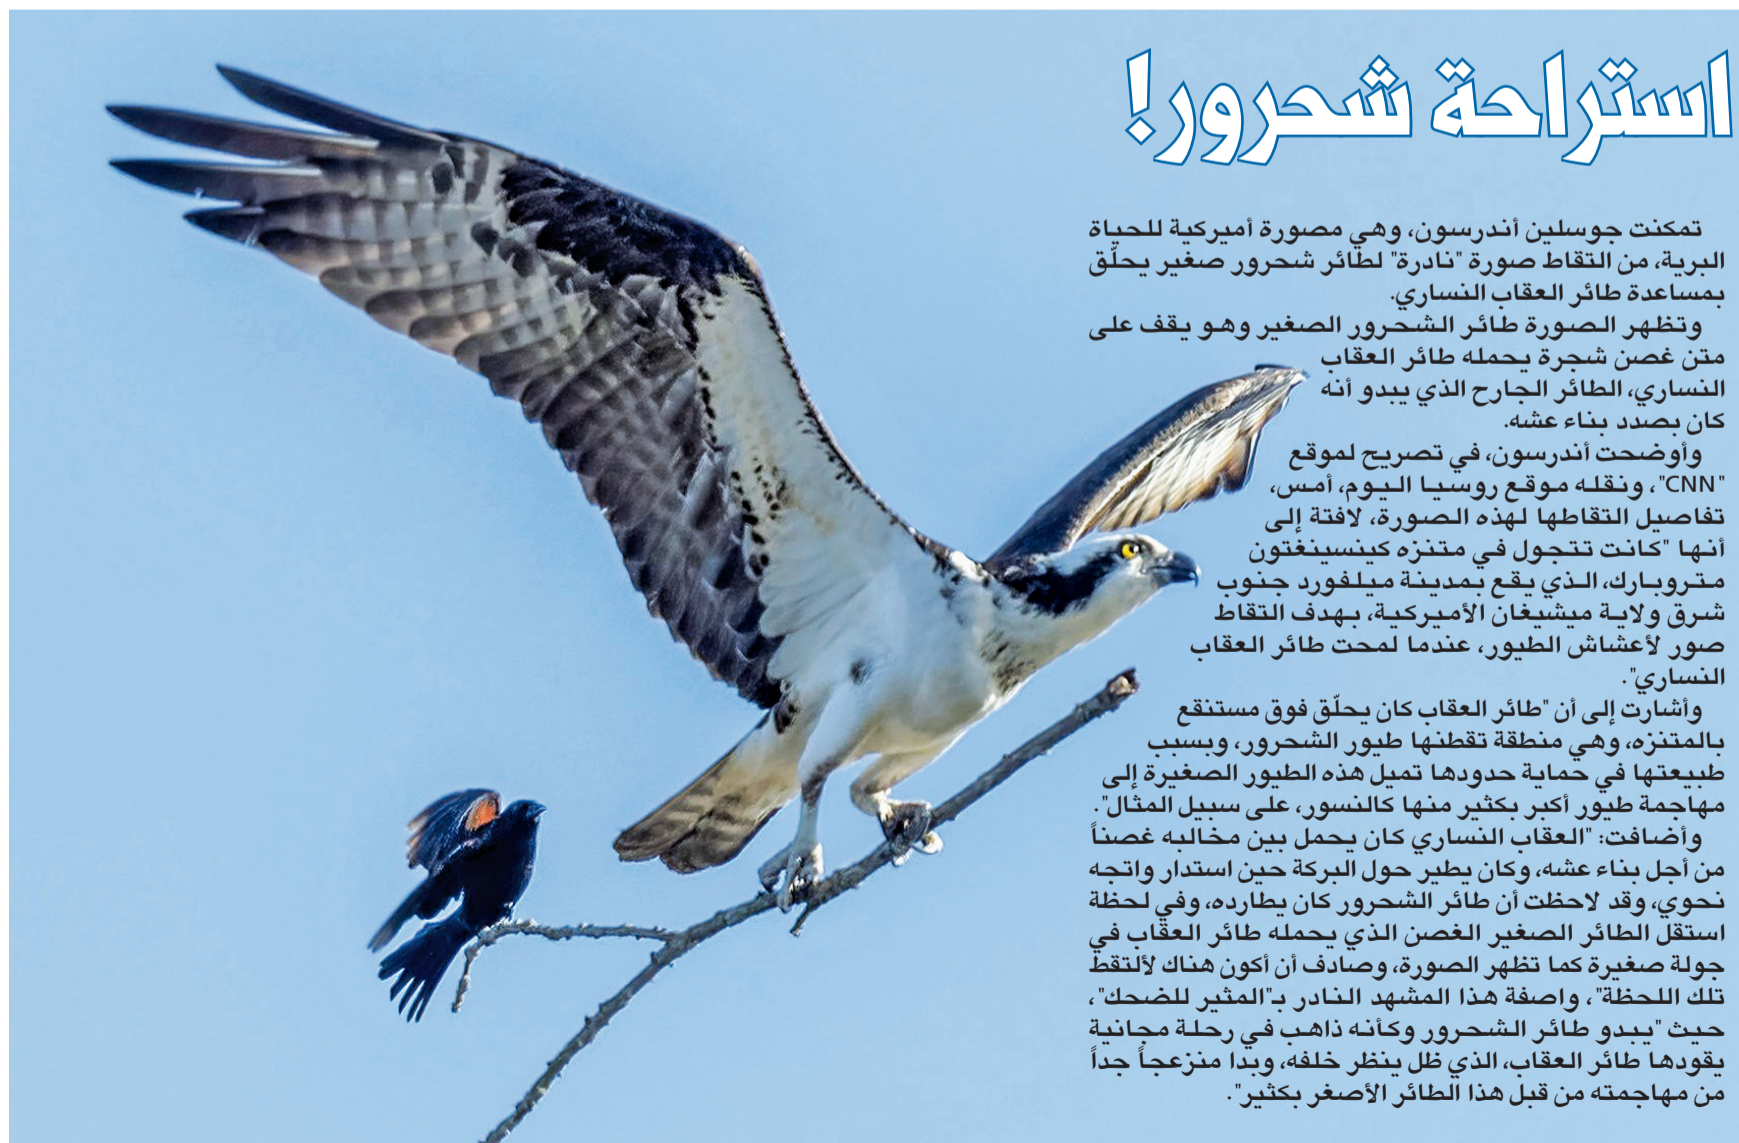 استراحة شحرور!
تمكنت جوسلين أندرسون، وهي مصورة أميركية للحياة
البرية، من التقاط صورة "نادرة" لطائر شحرور صغير يحلّق
بمساعدة طائر العقاب النساري.
وتظهر الصورة طائر الشحرور الصغير وهو يقف على
متن غصن شجرة يحمله طائر العقاب
النساري، الطائر الجارح الذي يبدو أنه
كان بصدد بناء عشه.
وأوضحت أندرسون، في تصريح لموقع
"CNN"، ونقله موقع روسيا اليوم، أمس،
تفاصيل التقاطها لهذه الصورة، لافتة إلى
أنها "كانت تتجول في متنزه كينسينغتون
متروبارك، الذي يقع بمدينة ميلفورد جنوب
شرق ولاية ميشيغان الأميركية، بهدف التقاط
صور لأعشاش الطيور، عندما لمحت طائر العقاب
النساري".
وأشارت إلى أن "طائر العقاب كان يحلّق فوق مستنقع
بالمتنزه، وهي منطقة تقطنها طيور الشحرور، وبسبب
طبيعتها في حماية حدودها تميل هذه الطيور الصغيرة إلى
مهاجمة طيور أكبر بكثير منها كالنسور، على سبيل المثال".
وأضافت: "العقاب النساري كان يحمل بين مخالبه غصناً
من أجل بناء عشه، وكان يطير حول البركة حين استدار واتجه
نحوي، وقد لاحظت أن طائر الشحرور كان يطارده، وفي لحظة
استقل الطائر الصغير الغصن الذي يحمله طائر العقاب في
جولة صغيرة كما تظهر الصورة، وصادف أن أكون هناك لألتقط
تلك اللحظة"، واصفة هذا المشهد النادر بـ"المثير للضحك"،
حيث "يبدو طائر الشحرور وكأنه ذاهب في رحلة مجانية
يقودها طائر العقاب، الذي ظل ينظر خلفه، وبدا منزعجاً جداً
من مهاجمته من قبل هذا الطائر الأصغر بكثير".